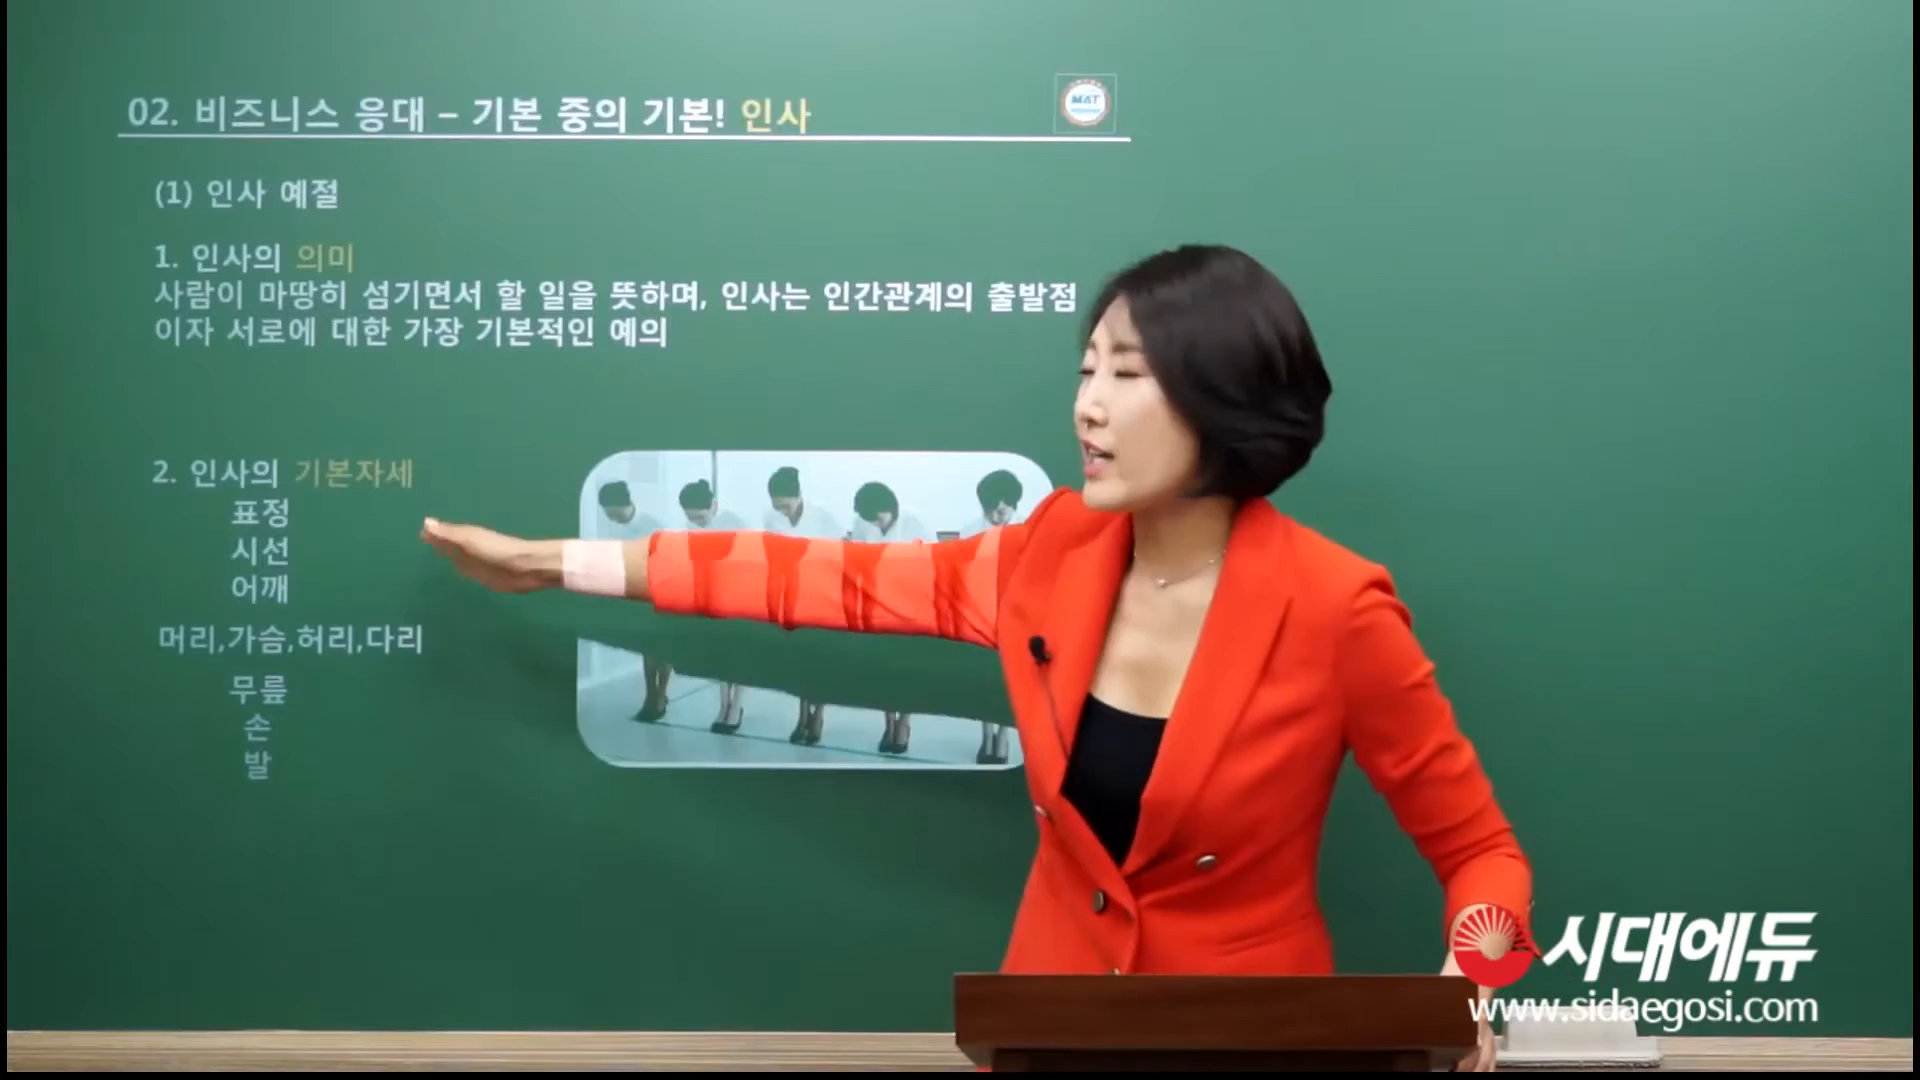 02. 비즈니스 응대 – 기본 중의 기본! 인사
MAT
(1) 인사 예절
1. 인사의 의미
사람이 마땅히 섬기면서 할 일을 뜻하며, 인사는 인간관계의 출발점
이자 서로에 대한 가장 기본적인 예의
2. 인사의 기본자세
표정
시선
어깨
머리,가슴,허리,다리
무릎
손
발
시대에듀
www.sidaegosi.com